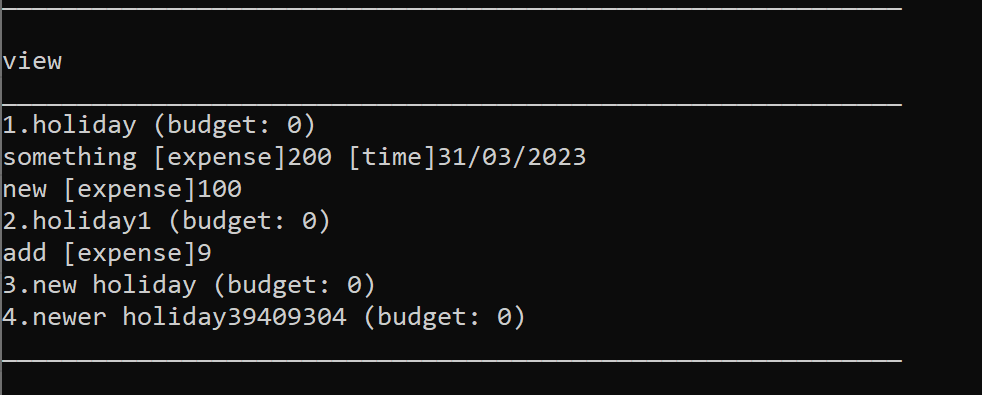 view
1.holiday (budget: 0)
something [expense]200 [time]31/03/2023
new [expense]100
2.holiday1 (budget: 0)
add [expense]9
3.new holiday (budget: 0)
4.newer holiday39409304 (budget: 0)